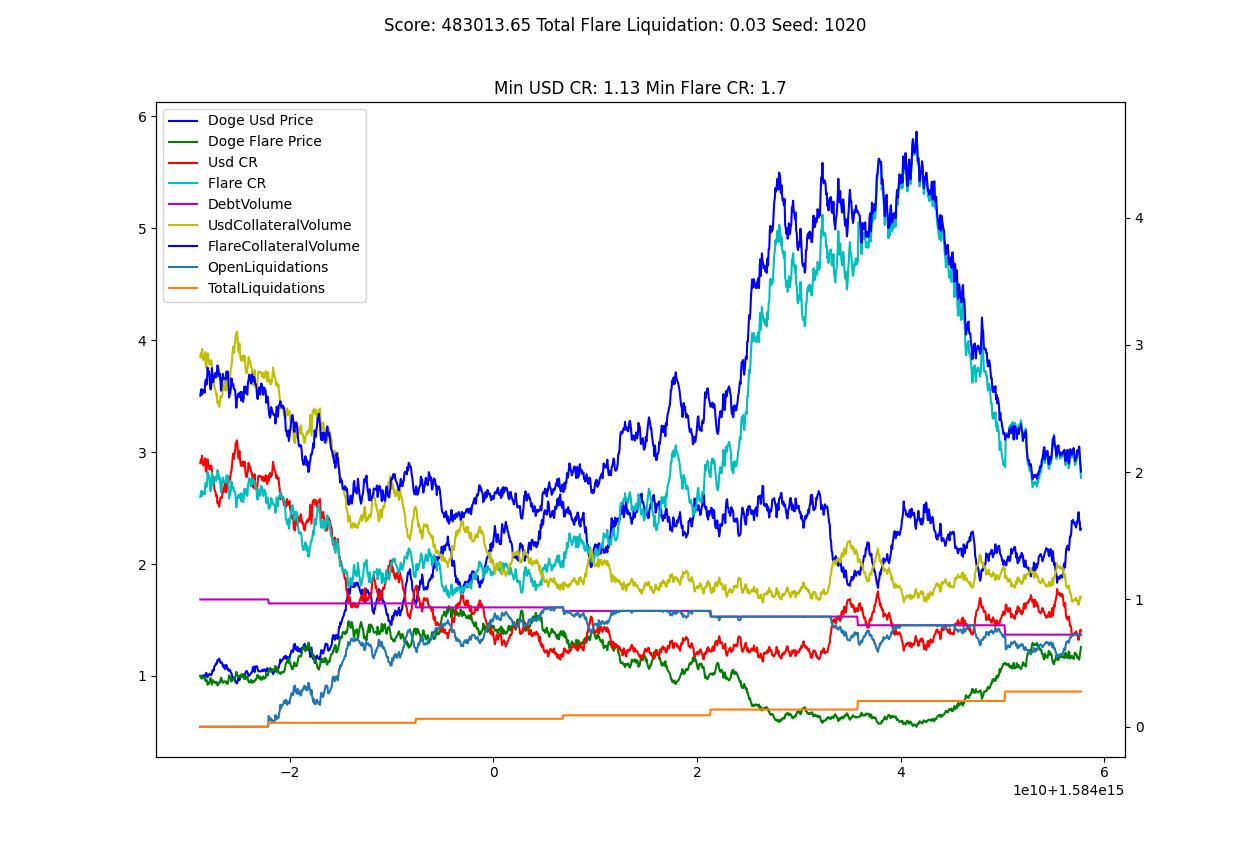 Score: 483013.65 Total Flare Liquidation: 0.03 Seed: 1020
Min USD CR: 1.13 Min Flare CR: 1.7
Doge Usd Price
Doge Flare Price
Usd CR
Flare CR
DebtVolume
UsdCollateralVolume
FlareCollateralVolume
OpenLiquidations
TotalLiquidations
6
5
4
3
2
1
4
3
2
1
0
−2
0
2
4
6
1e10+1.584e15